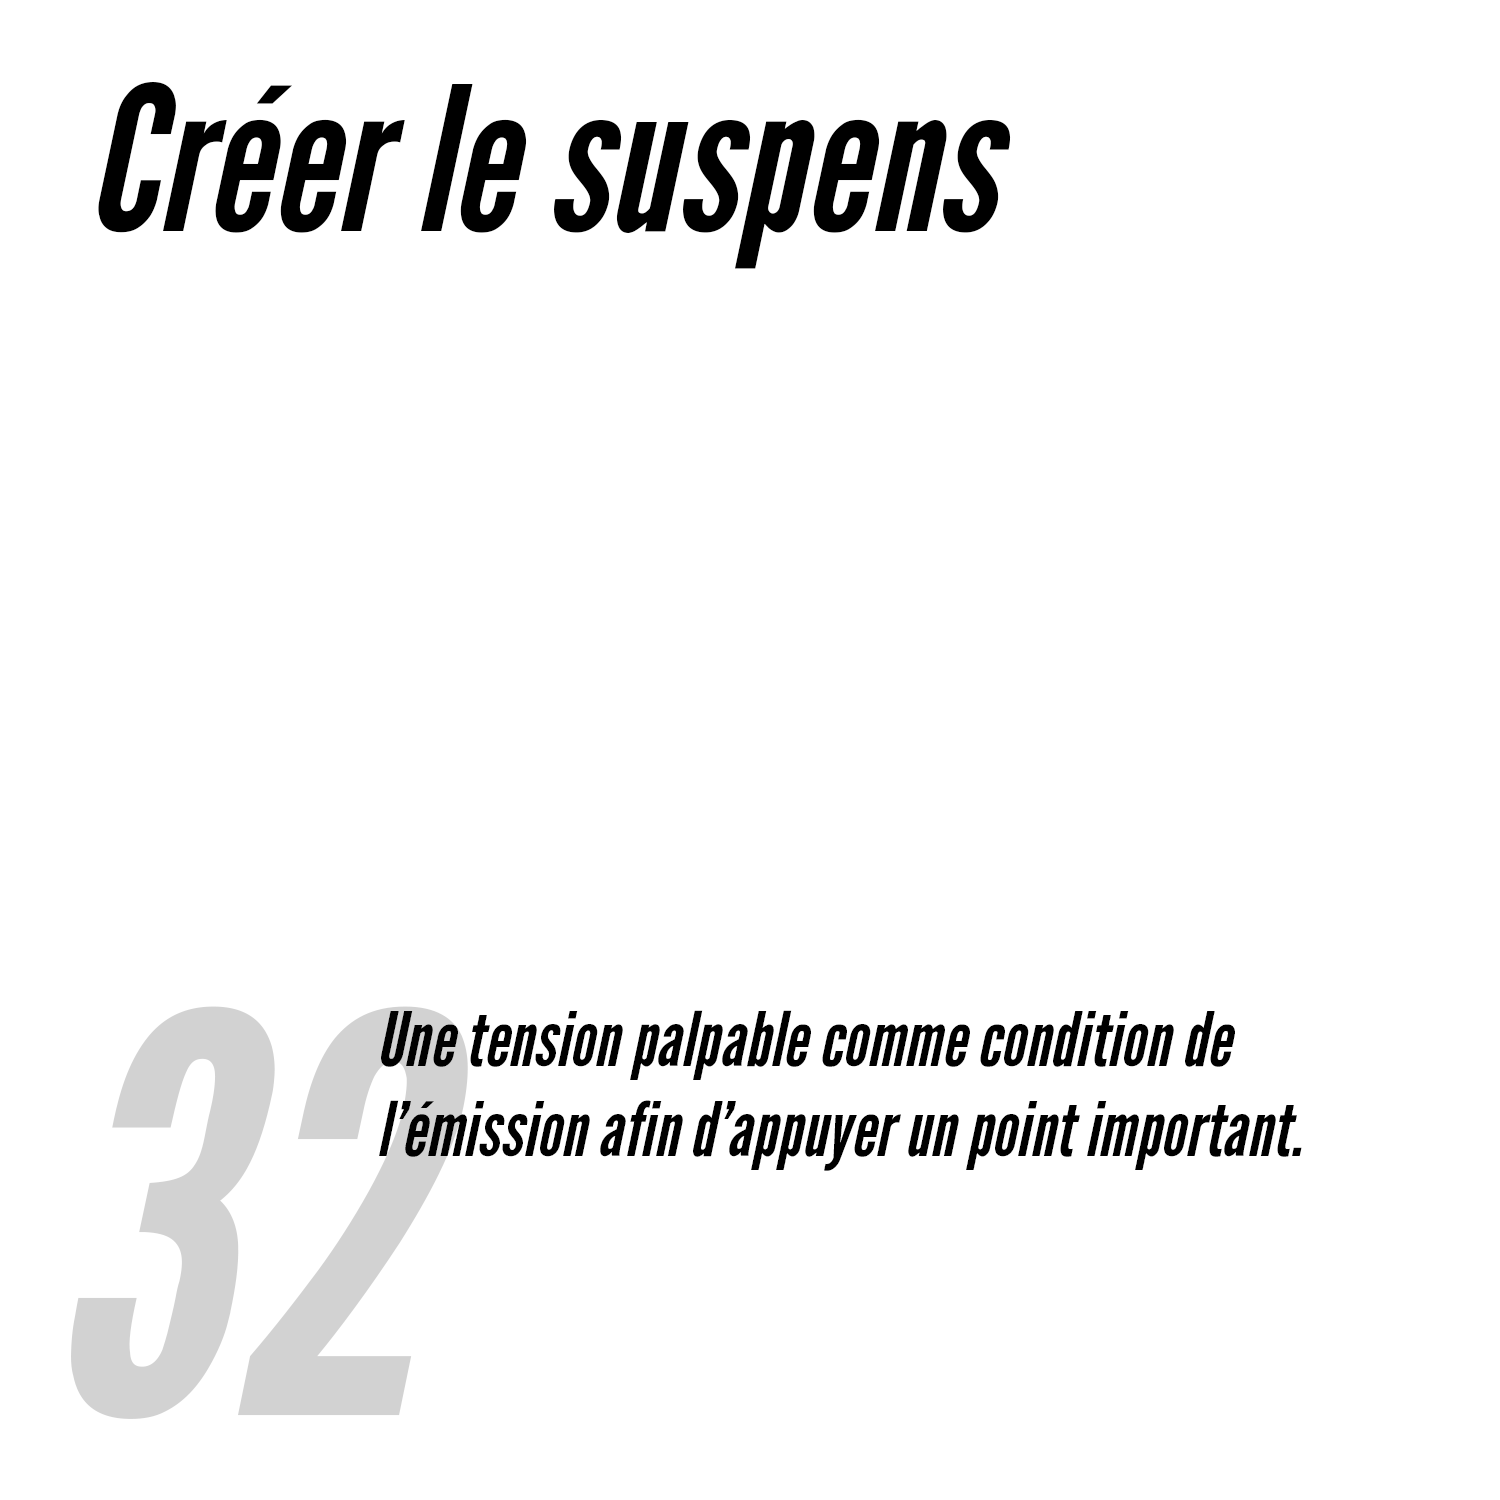 Créer le suspens
Une tension palpable comme condition de
l’émission afin d’appuyer un point important.
32